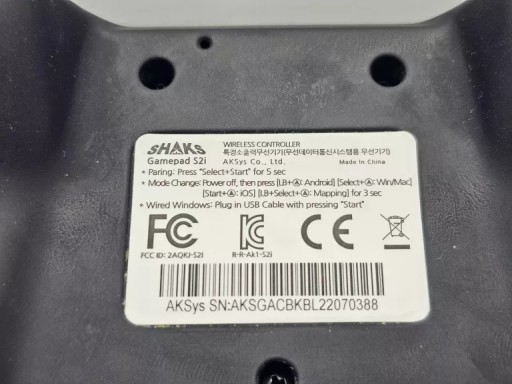 SHAKS
WIRELESS CONTROLLER
특정소출력무선기기(무선데이터통신시스템용 무선기기)
Gamepad S2i
AKSys Co., Ltd.
Made in China
• Paring: Press "Select+Start" for 5 sec
• Mode Change: Power off, then press [LB+Ⓐ: Android] [Select+Ⓐ: Win/Mac]
[Start+Ⓐ: iOS] [LB+Select+Ⓐ: Mapping] for 3 sec
• Wired Windows: Plug in USB Cable with pressing "Start"
FC
KC
CE
FCC ID: 2AQKJ-S2I
R-R-Ak1-S2i
AKSys SN:AKSGACBKBL22070388